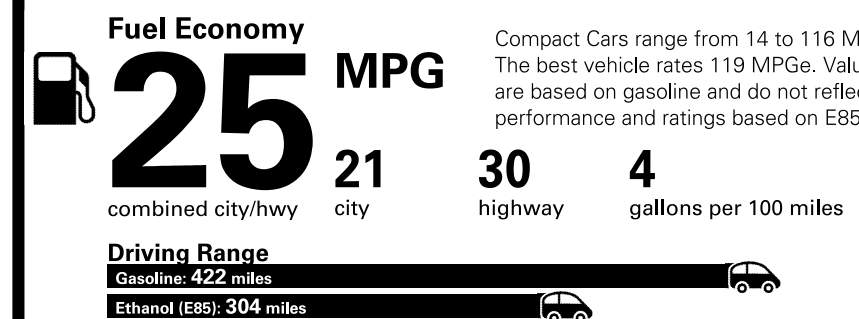 Fuel Economy
25
MPG
combined city/hwy
21
city
30
highway
4
gallons per 100 miles
Compact Cars range from 14 to 116
The best vehicle rates 119 MPGe.
are based on gasoline and do not
performance and ratings based on E85
Driving Range
Gasoline: 422 miles
Ethanol (E85): 304 miles